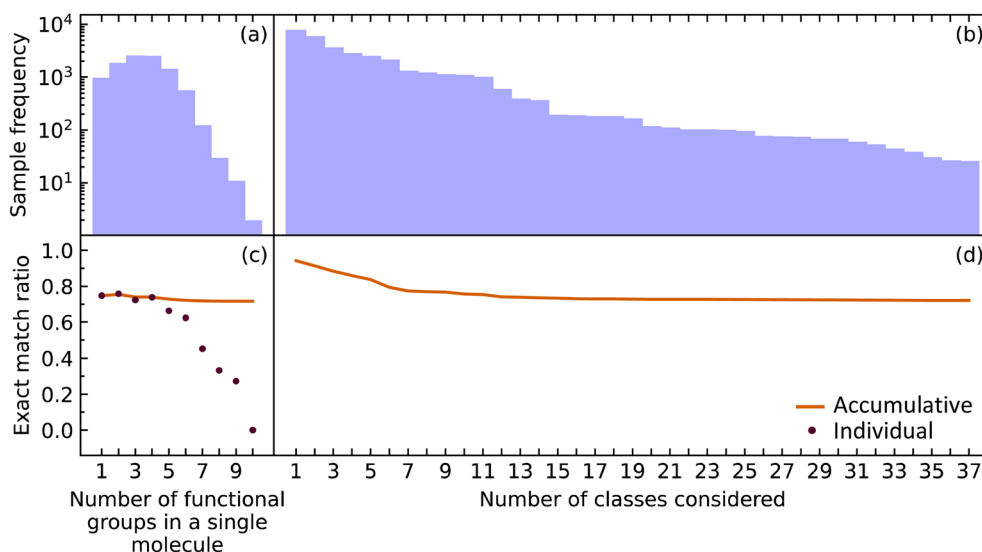 Sample frequency
10⁴
10³
10²
10¹
(a)
(b)
Exact match ratio
1.0
0.8
0.6
0.4
0.2
0.0
(c)
(d)
Accumulative
Individual
1 3 5 7 9
1 3 5 7 9 11 13 15 17 19 21 23 25 27 29 31 33 35 37
Number of functional
groups in a single
molecule
Number of classes considered